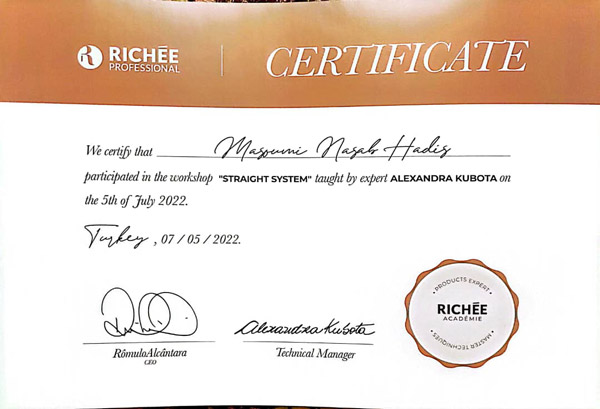 RICHÉE
PROFESSIONAL
CERTIFICATE
We certify that Masoumi Nasab Hadis
participated in the workshop "STRAIGHT SYSTEM" taught by expert ALEXANDRA KUBOTA on
the 5th of July 2022.
Turkey , 07 / 05 / 2022.
Alexandra Kubota
RômuloAlcântara
CEO
Technical Manager
• PRODUCTS EXPERT •
RICHÉE
ACADÉMIE
• MASTER TECHNIQUES •